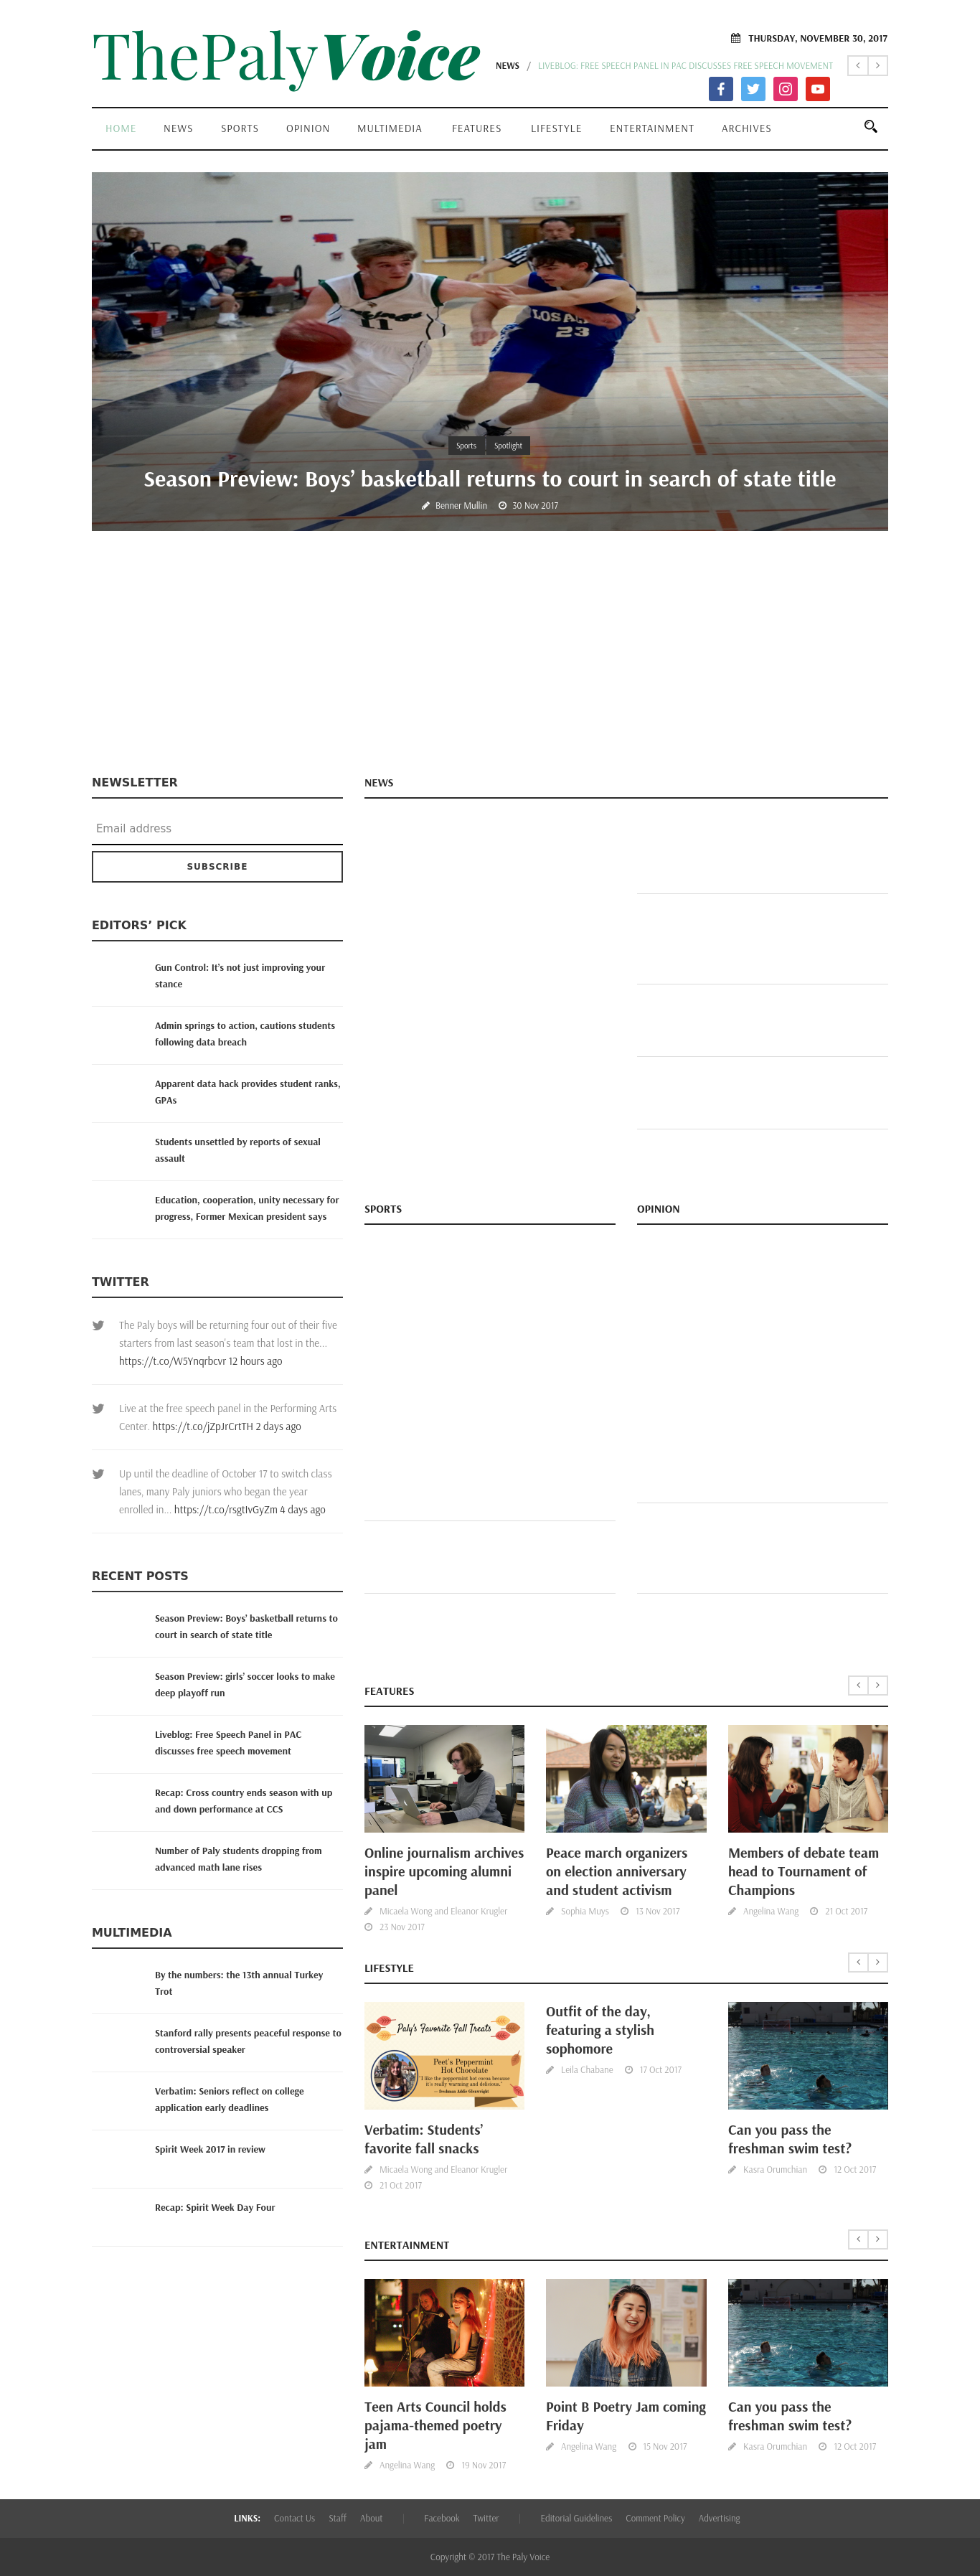 ThePalyVoice
THURSDAY, NOVEMBER 30, 2017
NEWS / LIVEBLOG: FREE SPEECH PANEL IN PAC DISCUSSES FREE SPEECH MOVEMENT
HOME NEWS SPORTS OPINION MULTIMEDIA FEATURES LIFESTYLE ENTERTAINMENT ARCHIVES
11
LOS AL
23
Sports Spotlight
Season Preview: Boys’ basketball returns to court in search of state title
Benner Mullin 30 Nov 2017
NEWSLETTER
Email address
SUBSCRIBE
EDITORS’ PICK
Gun Control: It’s not just improving your
stance
Admin springs to action, cautions students
following data breach
Apparent data hack provides student ranks,
GPAs
Students unsettled by reports of sexual
assault
Education, cooperation, unity necessary for
progress, Former Mexican president says
TWITTER
The Paly boys will be returning four out of their five
starters from last season's team that lost in the…
https://t.co/W5Ynqrbcvr 12 hours ago
Live at the free speech panel in the Performing Arts
Center. https://t.co/jZpJrCrtTH 2 days ago
Up until the deadline of October 17 to switch class
lanes, many Paly juniors who began the year
enrolled in… https://t.co/rsgtIvGyZm 4 days ago
RECENT POSTS
Season Preview: Boys’ basketball returns to
court in search of state title
Season Preview: girls’ soccer looks to make
deep playoff run
Liveblog: Free Speech Panel in PAC
discusses free speech movement
Recap: Cross country ends season with up
and down performance at CCS
Number of Paly students dropping from
advanced math lane rises
MULTIMEDIA
By the numbers: the 13th annual Turkey
Trot
Stanford rally presents peaceful response to
controversial speaker
Verbatim: Seniors reflect on college
application early deadlines
Spirit Week 2017 in review
Recap: Spirit Week Day Four
NEWS
SPORTS
OPINION
FEATURES
Online journalism archives
inspire upcoming alumni
panel
Micaela Wong and Eleanor Krugler
23 Nov 2017
Peace march organizers
on election anniversary
and student activism
Sophia Muys 13 Nov 2017
Members of debate team
head to Tournament of
Champions
Angelina Wang 21 Oct 2017
LIFESTYLE
Paly's Favorite Fall Treats
Peet's Peppermint
Hot Chocolate
"I like the peppermint hot cocoa because
it's really warming and delicious."
Verbatim: Students’
favorite fall snacks
Micaela Wong and Eleanor Krugler
21 Oct 2017
Outfit of the day,
featuring a stylish
sophomore
Leila Chabane 17 Oct 2017
Can you pass the
freshman swim test?
Kasra Orumchian 12 Oct 2017
ENTERTAINMENT
Teen Arts Council holds
pajama-themed poetry
jam
Angelina Wang 19 Nov 2017
Point B Poetry Jam coming
Friday
Angelina Wang 15 Nov 2017
Can you pass the
freshman swim test?
Kasra Orumchian 12 Oct 2017
LINKS: Contact Us Staff About | Facebook Twitter | Editorial Guidelines Comment Policy Advertising
Copyright © 2017 The Paly Voice